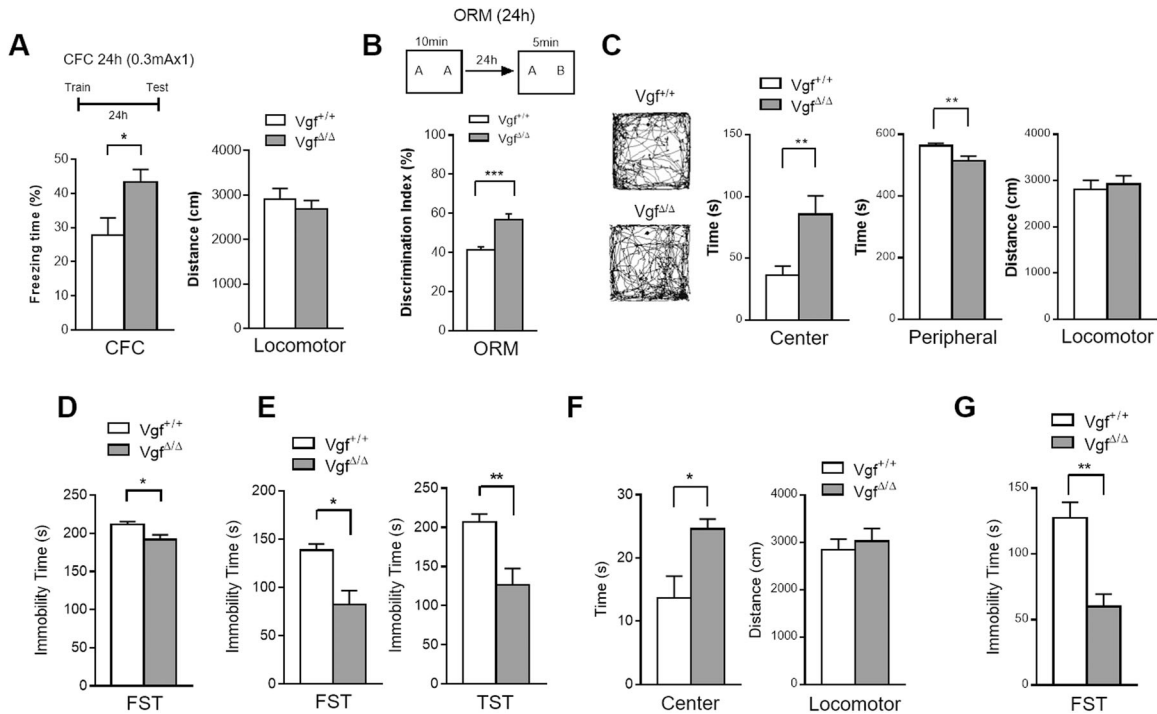 A
CFC 24h (0.3mAx1)
Train
Test
24h
*
Freezing time (%)
50
40
30
20
10
0
CFC
Vgf+/+
VgfΔ/Δ
Distance (cm)
4000
3000
2000
1000
0
Locomotor
B
ORM (24h)
10min
5min
A A
24h
A B
Vgf+/+
VgfΔ/Δ
***
Discrimination Index (%)
100
80
60
40
20
0
ORM
C
Vgf+/+
VgfΔ/Δ
Vgf+/+
VgfΔ/Δ
**
Time (s)
150
100
50
0
Center
**
Time (s)
600
400
200
0
Peripheral
Distance (cm)
4000
3000
2000
1000
0
Locomotor
D
Vgf+/+
VgfΔ/Δ
*
Immobility Time (s)
250
200
150
100
50
0
FST
E
Vgf+/+
VgfΔ/Δ
*
Immobility Time (s)
200
150
100
50
0
FST
**
Immobility Time (s)
250
200
150
100
50
0
TST
F
*
Time (s)
30
20
10
0
Center
Vgf+/+
VgfΔ/Δ
Distance (cm)
4000
3000
2000
1000
0
Locomotor
G
Vgf+/+
VgfΔ/Δ
**
Immobility Time (s)
150
100
50
0
FST